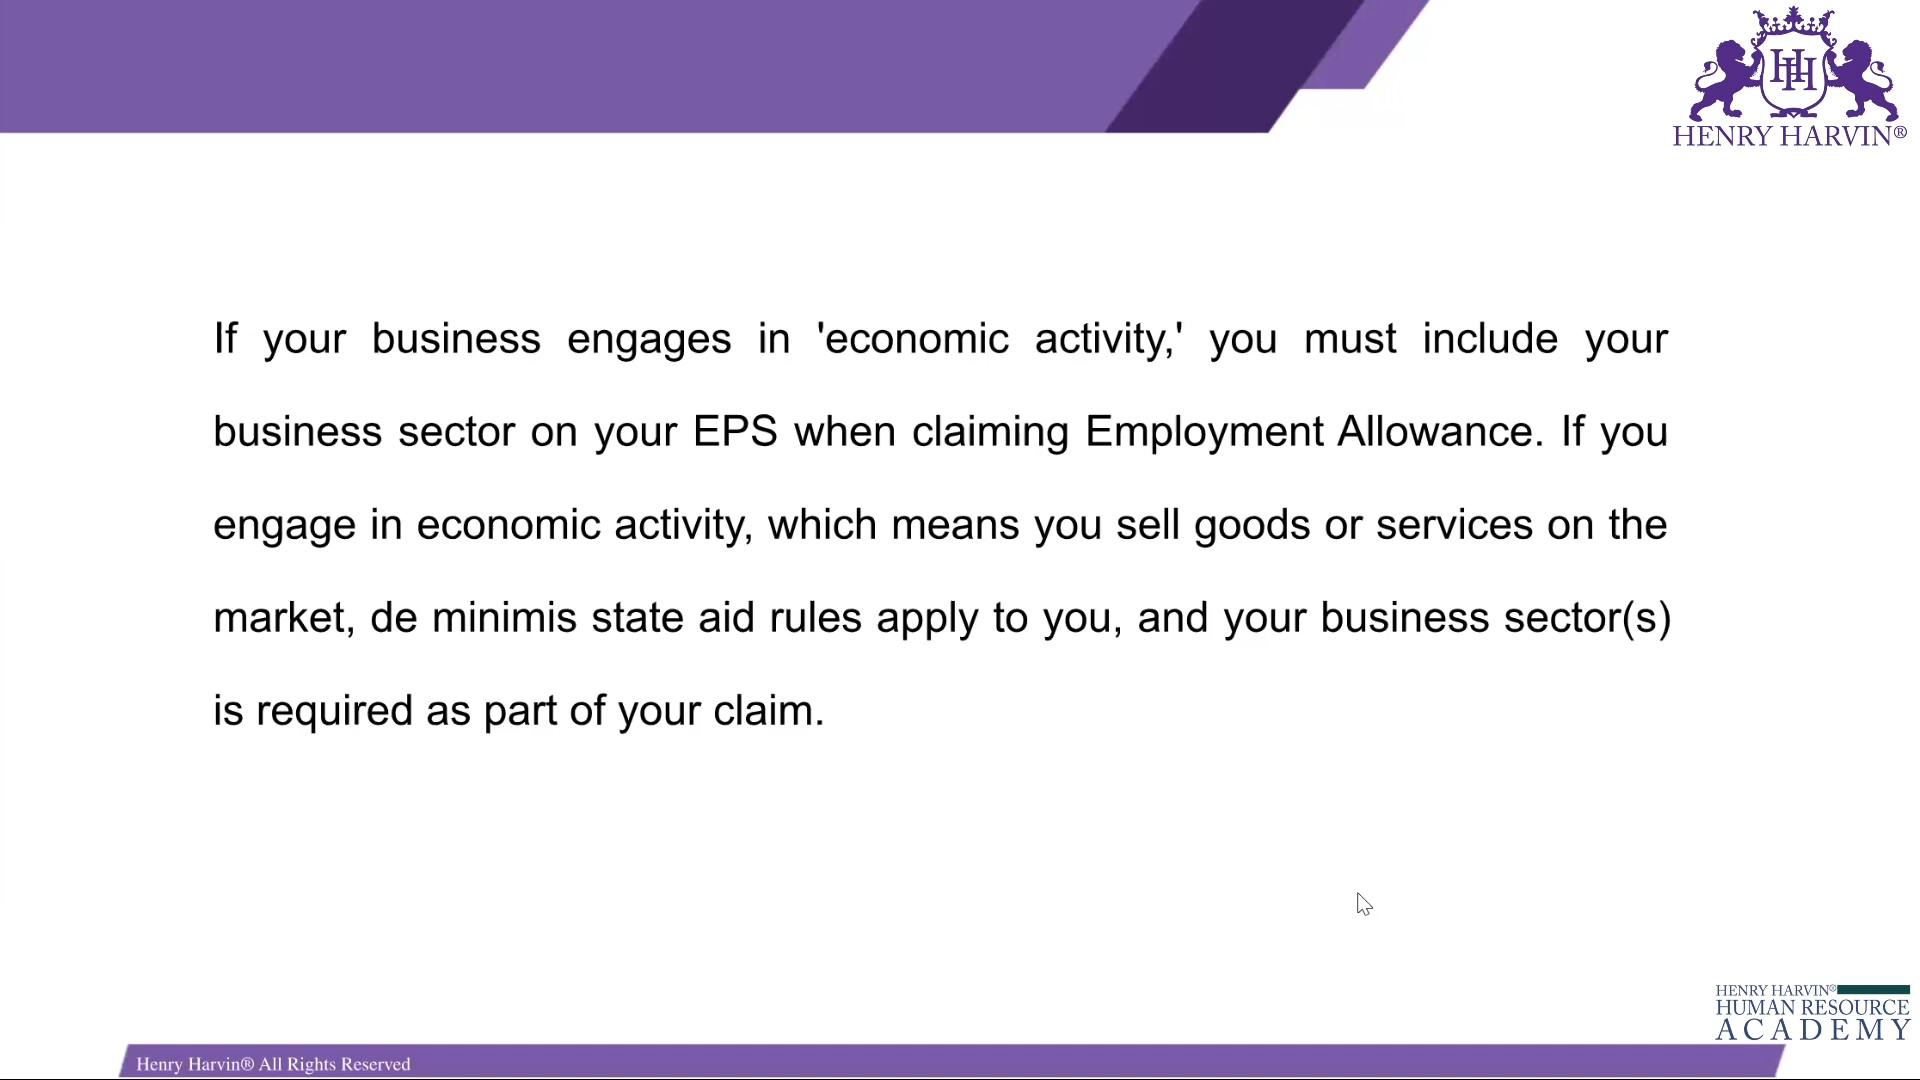 HH
HENRY HARVIN®
If your business engages in 'economic activity,' you must include your
business sector on your EPS when claiming Employment Allowance. If you
engage in economic activity, which means you sell goods or services on the
market, de minimis state aid rules apply to you, and your business sector(s)
is required as part of your claim.
HENRY HARVIN®
HUMAN RESOURCE
ACADEMY
Henry Harvin® All Rights Reserved